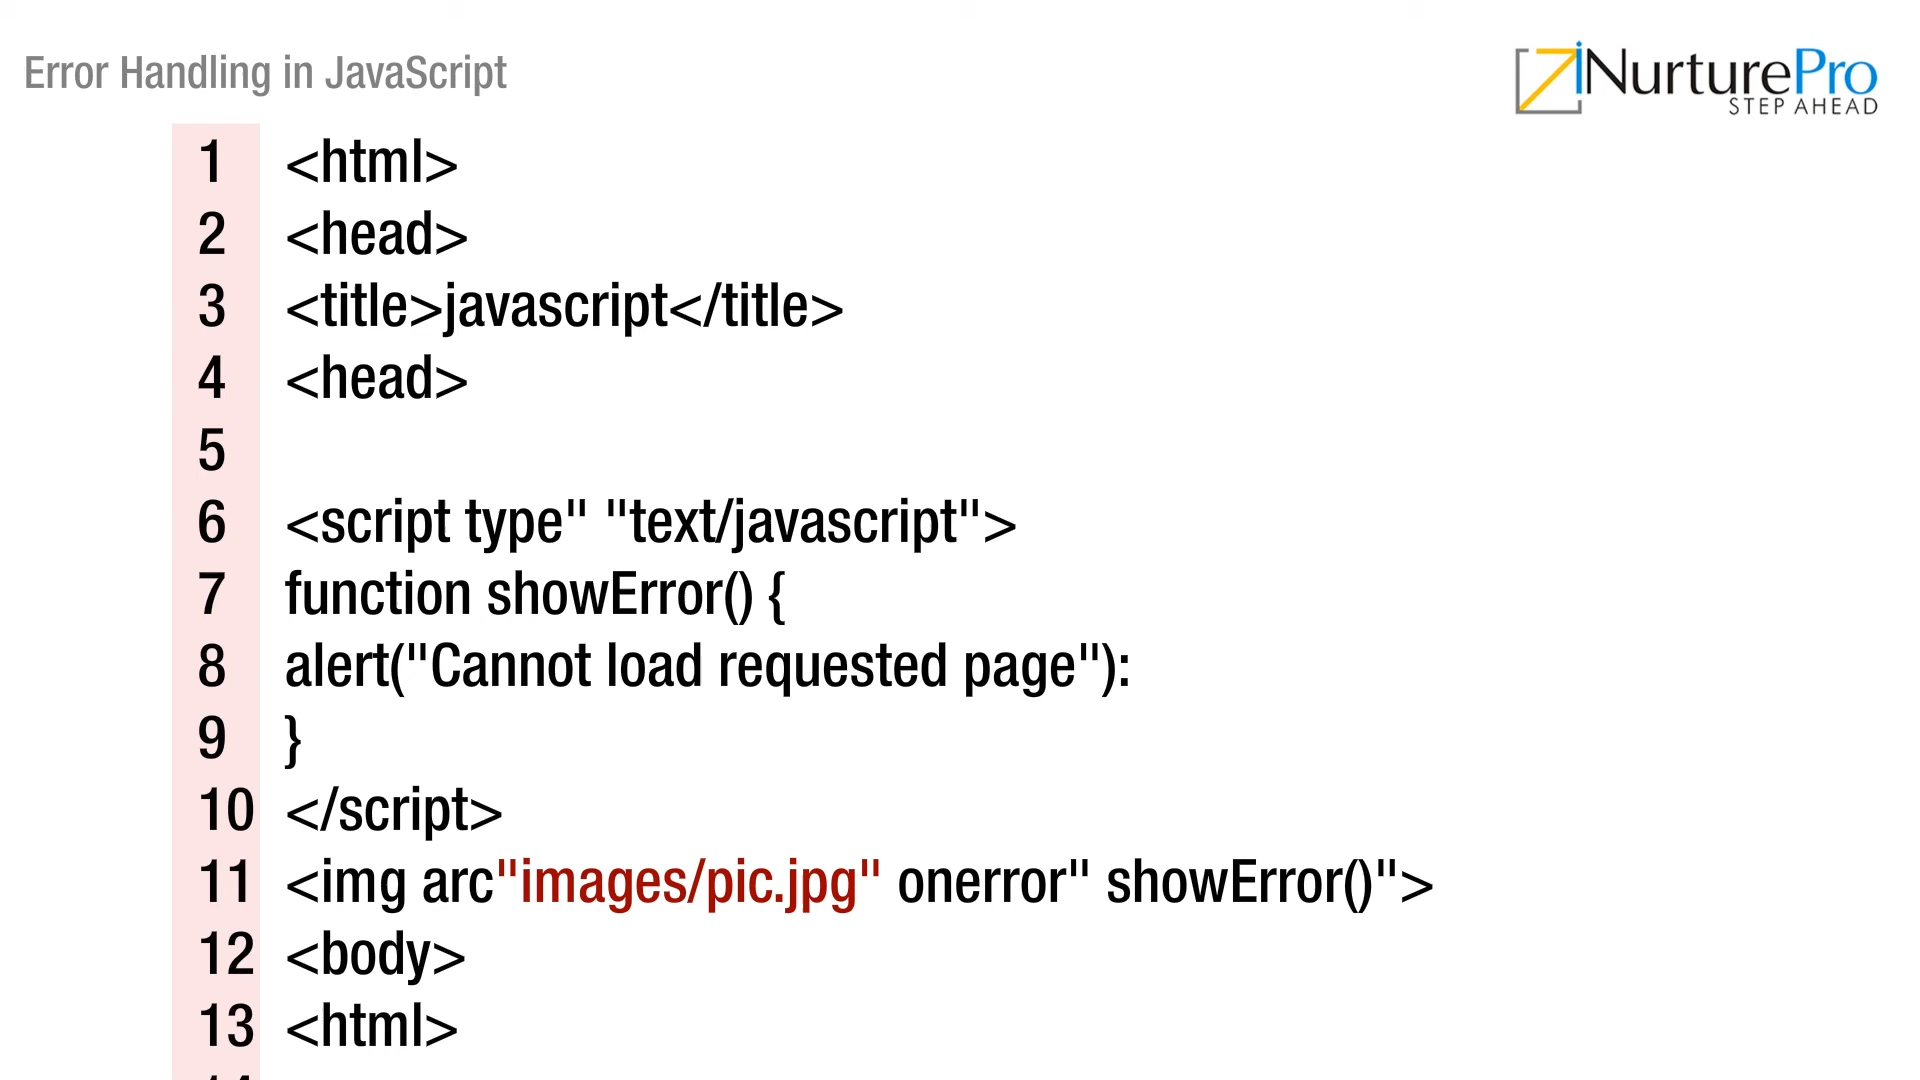 Error Handling in JavaScript
iNurturePro
STEP AHEAD
1 <html>
2 <head>
3 <title>javascript</title>
4 <head>
5
6 <script type" "text/javascript">
7 function showError() {
8 alert("Cannot load requested page"):
9 }
10 </script>
11 <img arc"images/pic.jpg" onerror" showError()">
12 <body>
13 <html>